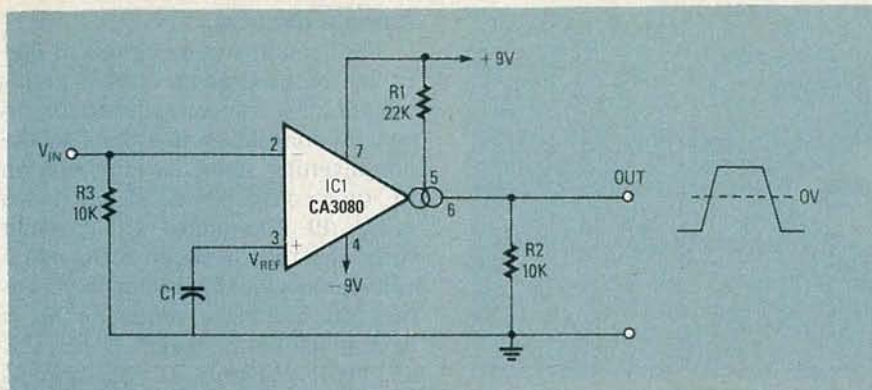 +9V
R1
22K
V_IN
2
−
7
IC1
CA3080
5
6
OUT
0V
R3
10K
3
+
V_REF
4
−9V
C1
R2
10K